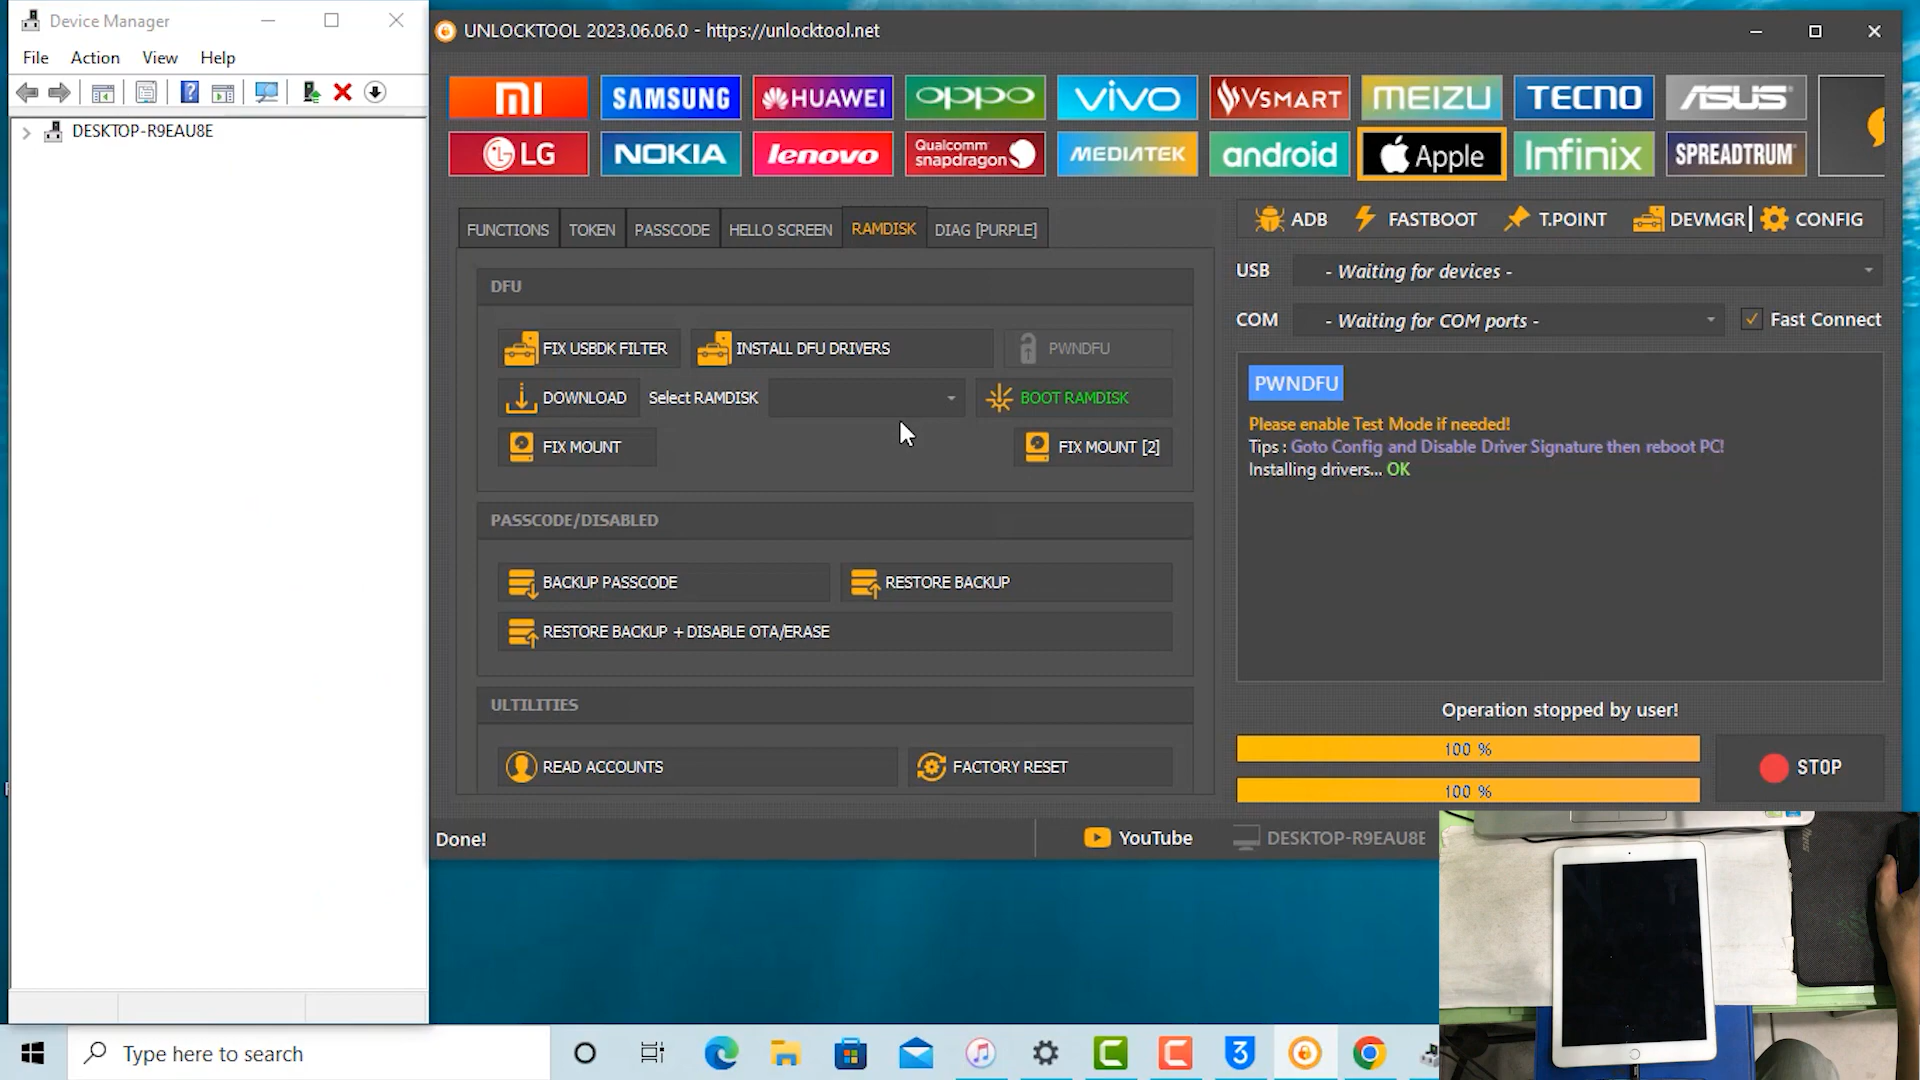 Device Manager
File Action View Help
DESKTOP-R9EAU8E
UNLOCKTOOL 2023.06.06.0 - https://unlocktool.net
MI SAMSUNG HUAWEI OPPO VIVO VSMART MEIZU TECNO ASUS
LG NOKIA lenovo Qualcomm snapdragon MEDIATEK android Apple Infinix SPREADTRUM
FUNCTIONS TOKEN PASSCODE HELLO SCREEN RAMDISK DIAG [PURPLE]
DFU
FIX USBDK FILTER INSTALL DFU DRIVERS PWNDFU
DOWNLOAD Select RAMDISK BOOT RAMDISK
FIX MOUNT FIX MOUNT [2]
PASSCODE/DISABLED
BACKUP PASSCODE RESTORE BACKUP
RESTORE BACKUP + DISABLE OTA/ERASE
ULTILITIES
READ ACCOUNTS FACTORY RESET
ADB FASTBOOT T.POINT DEVMGR CONFIG
USB - Waiting for devices -
COM - Waiting for COM ports - Fast Connect
PWNDFU
Please enable Test Mode if needed!
Tips : Goto Config and Disable Driver Signature then reboot PC!
Installing drivers... OK
Operation stopped by user!
100 %
100 %
STOP
Done! YouTube DESKTOP-R9EAU8E
Type here to search